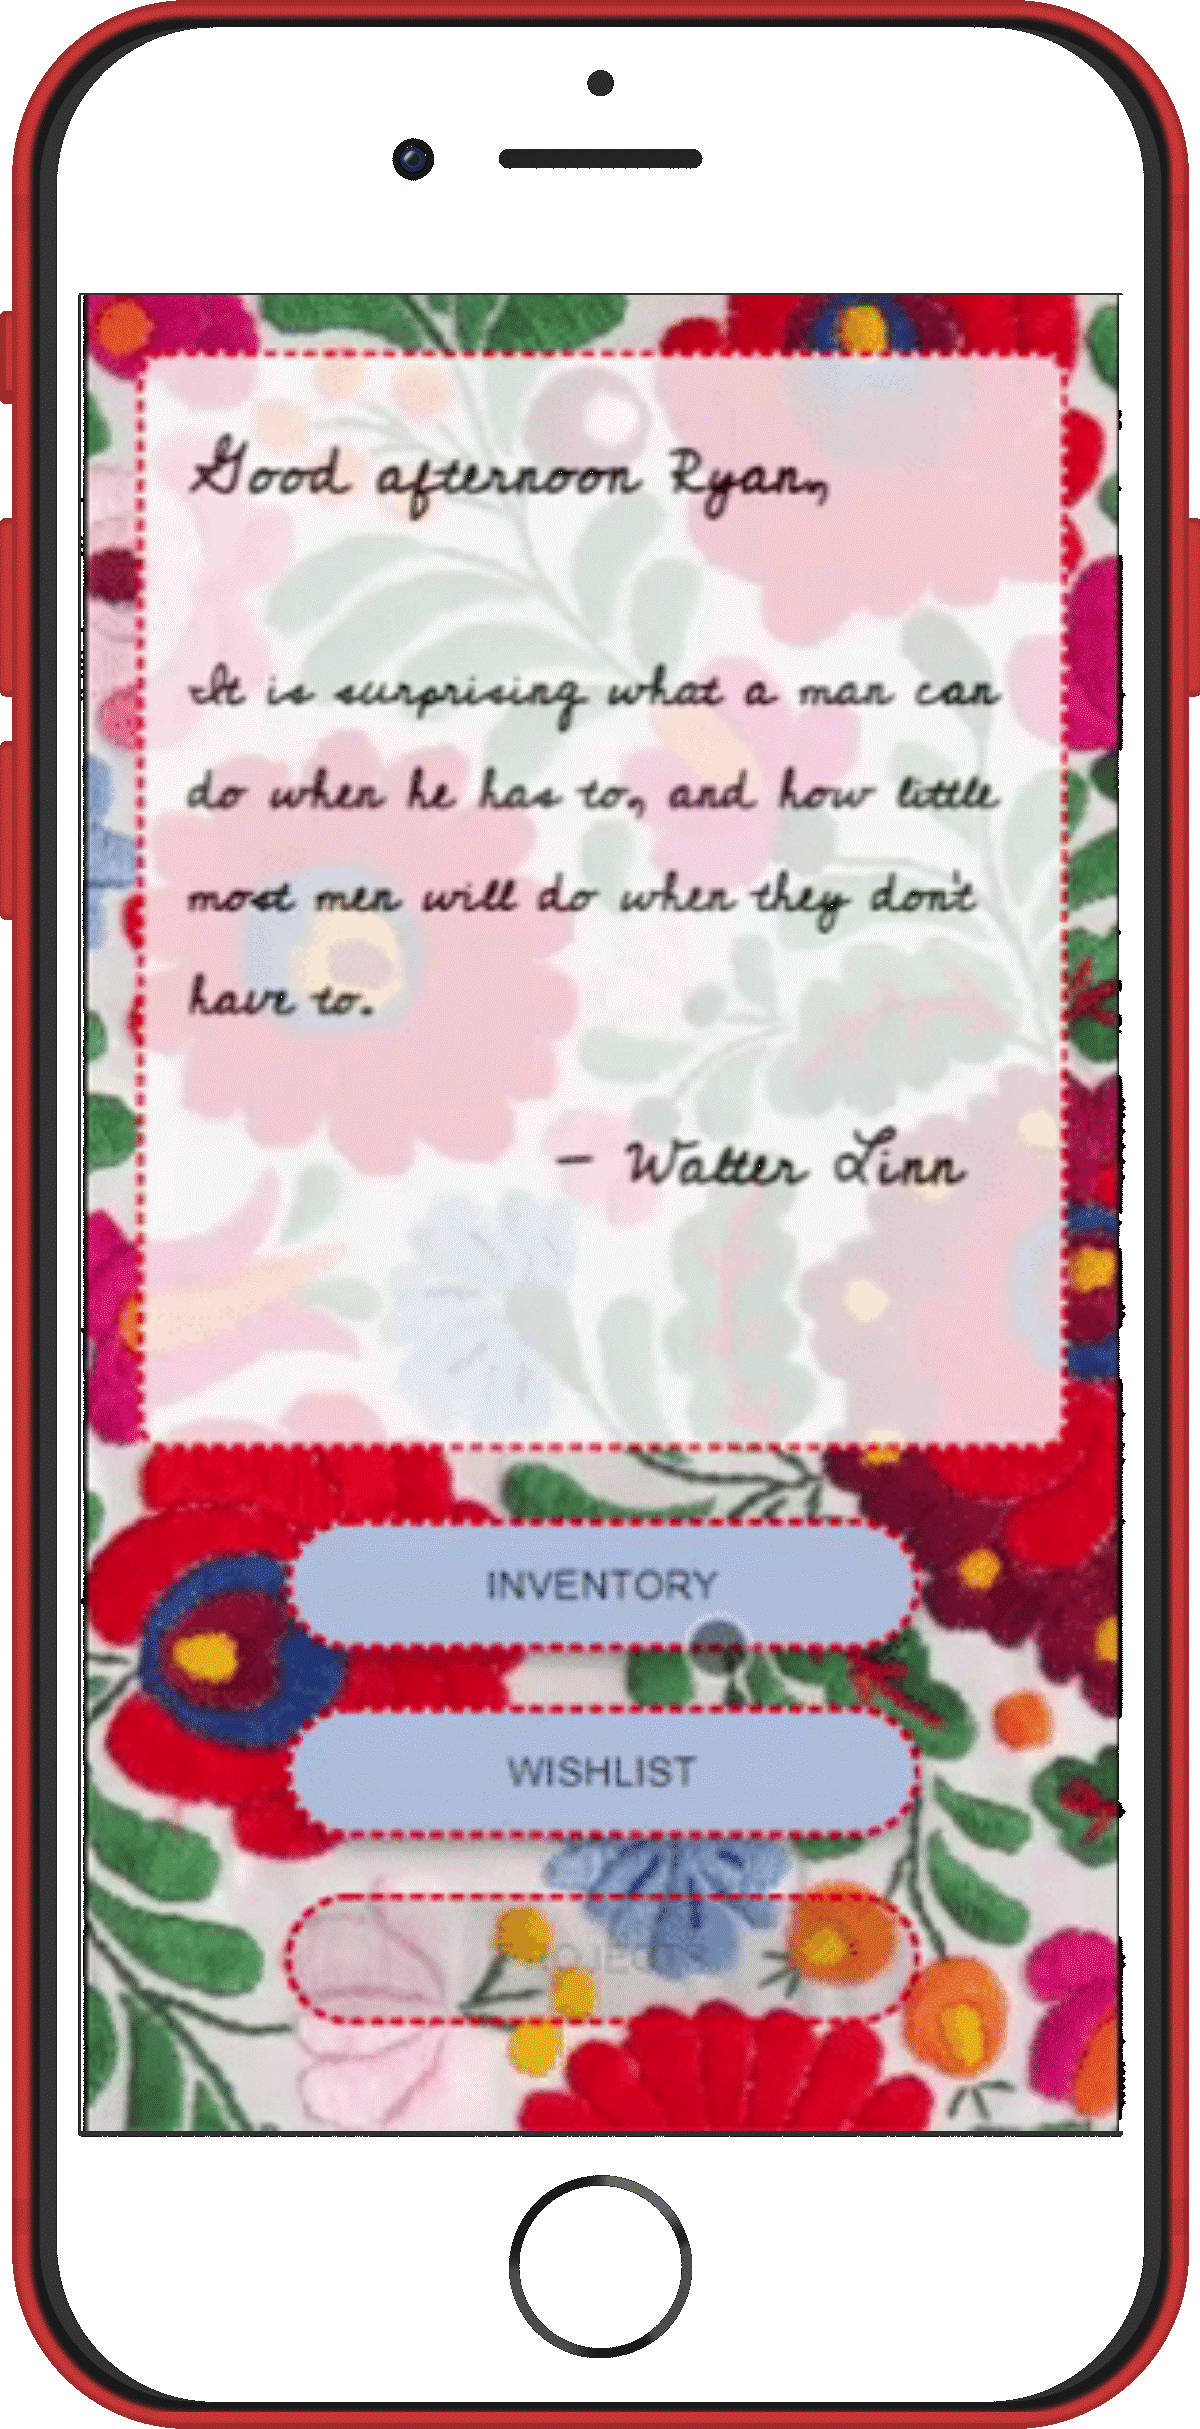 Good afternoon Ryan,
It is surprising what a man can
do when he has to, and how little
most men will do when they don't
have to.
— Walter Linn
INVENTORY
WISHLIST
PROJECTS